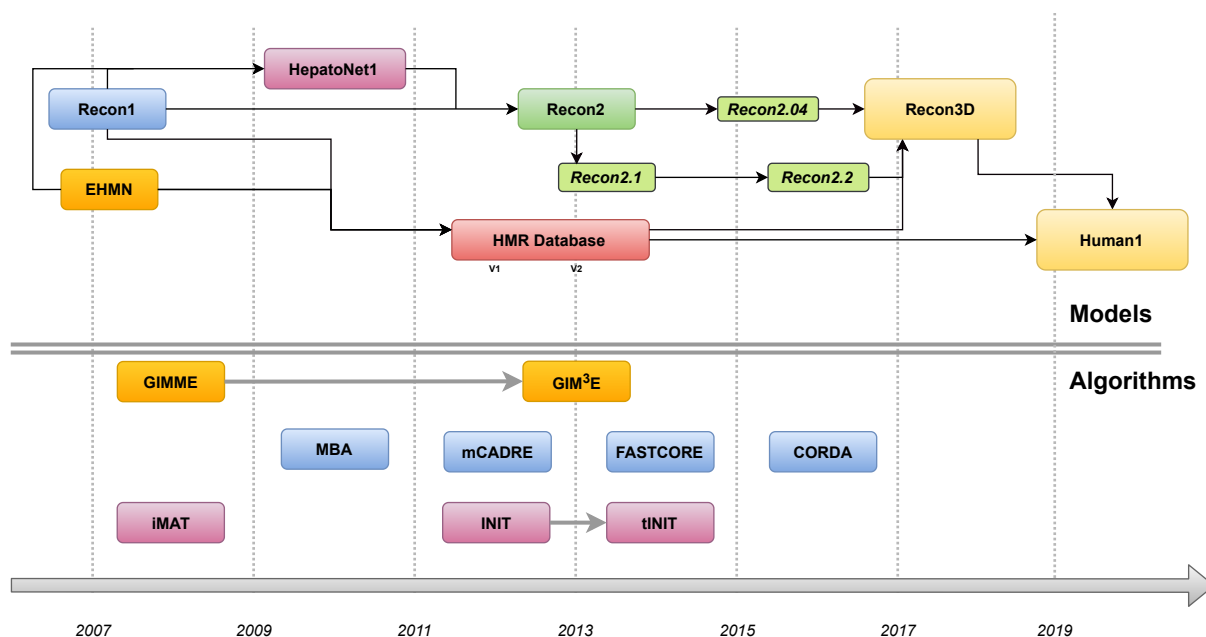 HepatoNet1
Recon1
Recon2
Recon2.04
Recon3D
EHMN
Recon2.1
Recon2.2
HMR Database
V1
V2
Human1
Models
Algorithms
GIMME
GIM³E
MBA
mCADRE
FASTCORE
CORDA
iMAT
INIT
tINIT
2007
2009
2011
2013
2015
2017
2019